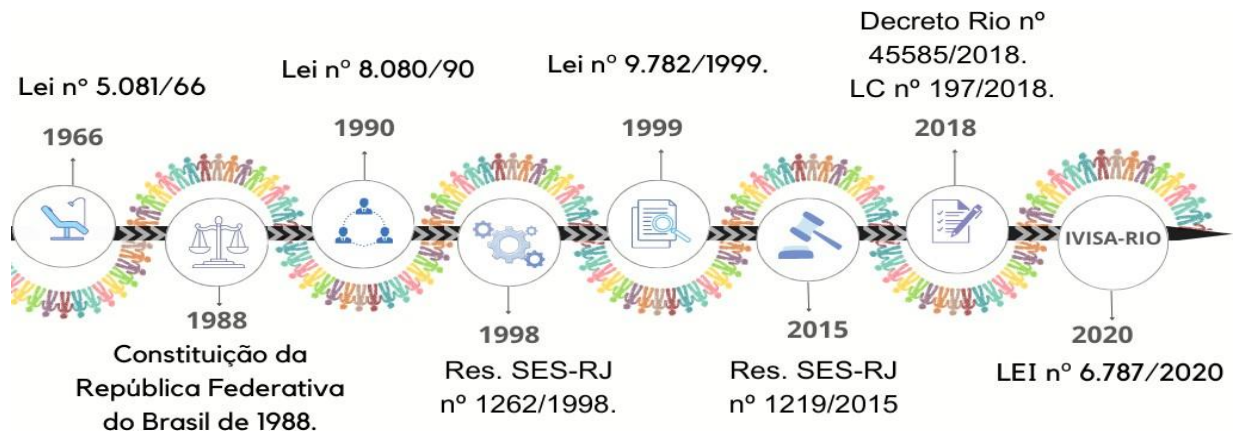 Lei nº 5.081/66
1966
1988
Constituição da
República Federativa
do Brasil de 1988.
Lei nº 8.080/90
1990
1998
Res. SES-RJ
nº 1262/1998.
Lei nº 9.782/1999.
1999
2015
Res. SES-RJ
nº 1219/2015
Decreto Rio nº
45585/2018.
LC nº 197/2018.
2018
IVISA-RIO
2020
LEI nº 6.787/2020